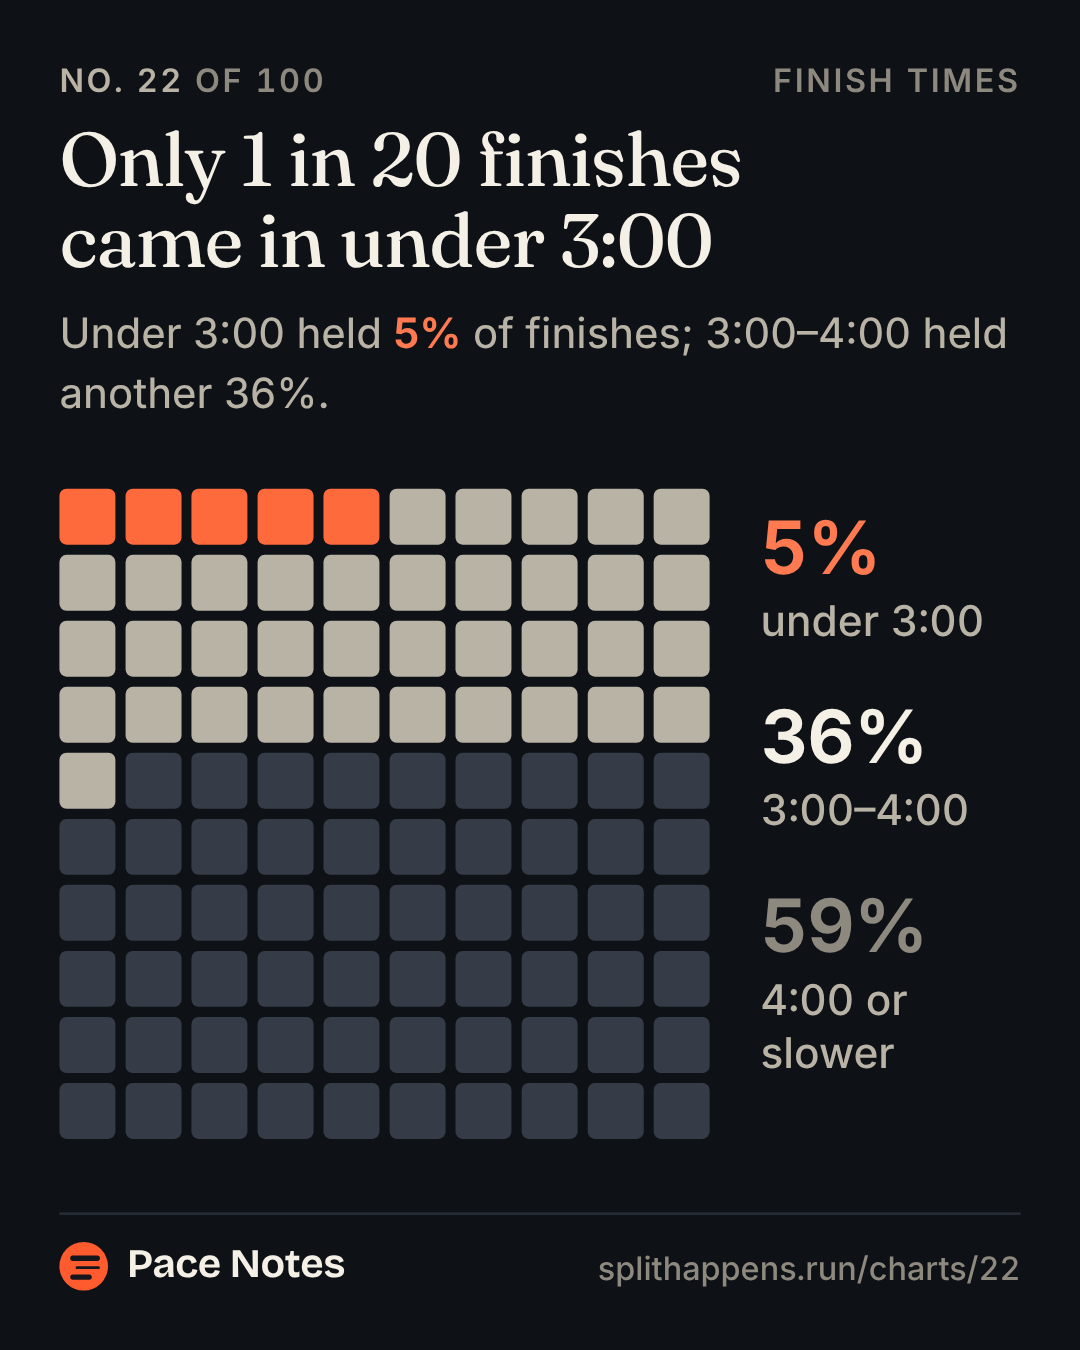 NO. 22 OF 100
FINISH TIMES
Only 1 in 20 finishes
came in under 3:00
Under 3:00 held 5% of finishes; 3:00–4:00 held
another 36%.
5%
under 3:00
36%
3:00–4:00
59%
4:00 or
slower
Pace Notes
splithappens.run/charts/22